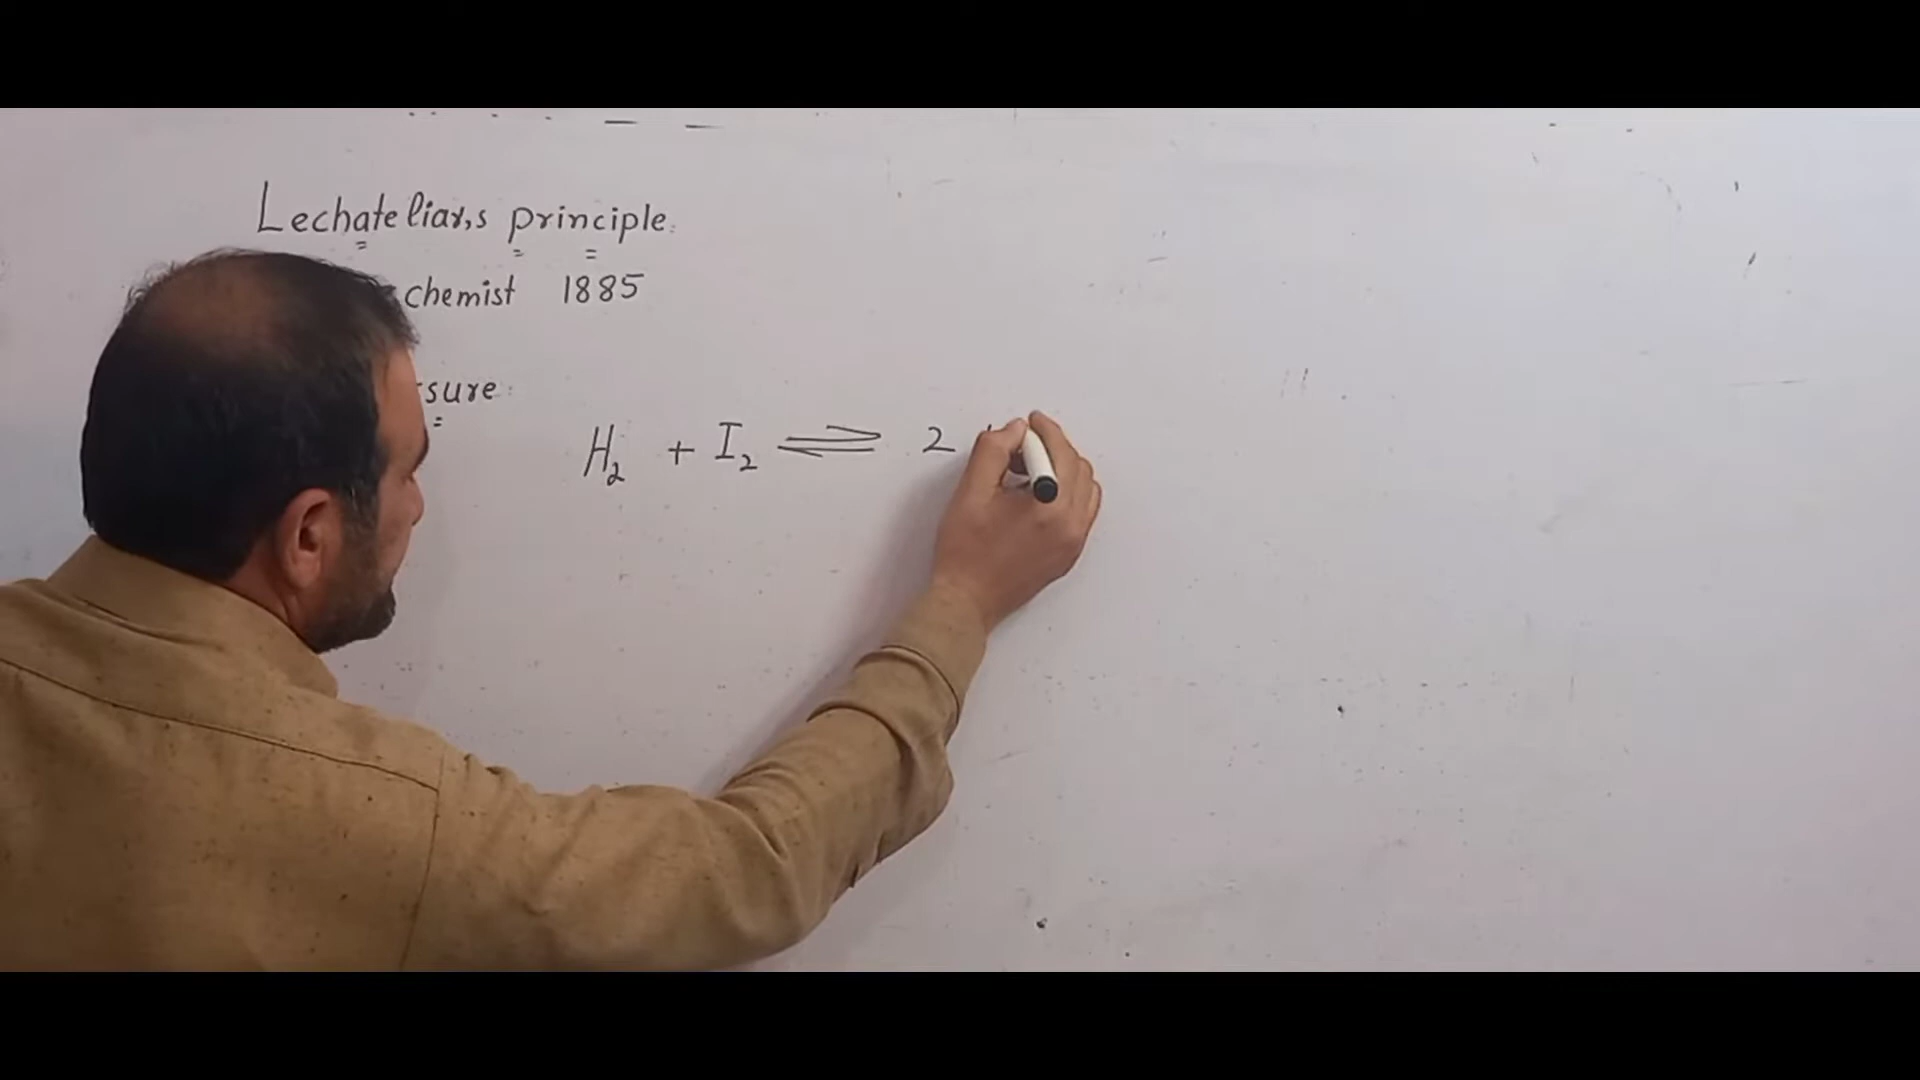 Lechateliar,s principle:
chemist 1885
sure:
H₂ + I₂ ⇌ 2